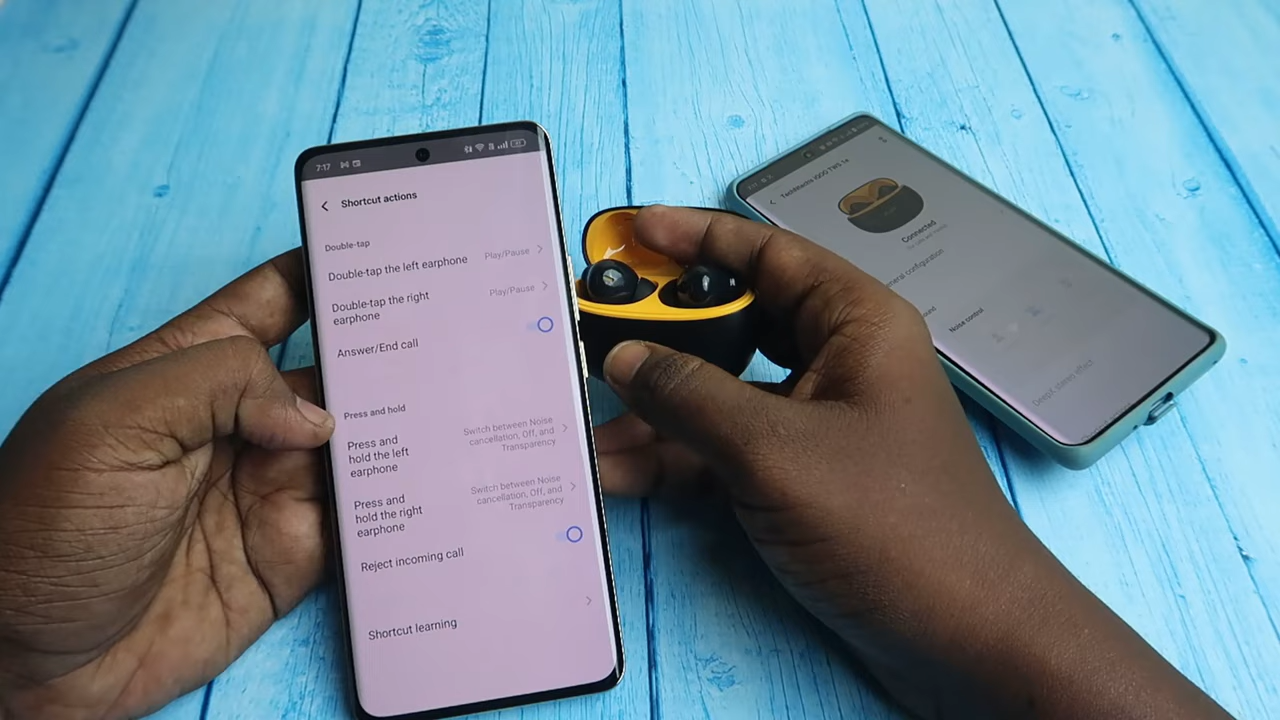 7:17
Shortcut actions
Double-tap
Double-tap the left earphone
Play/Pause
Double-tap the right
earphone
Play/Pause
Answer/End call
Press and hold
Press and
hold the left
earphone
Switch between Noise
cancellation, Off, and
Transparency
Press and
hold the right
earphone
Switch between Noise
cancellation, Off, and
Transparency
Reject incoming call
Shortcut learning
Connected
Noise control
DeepX stereo effect